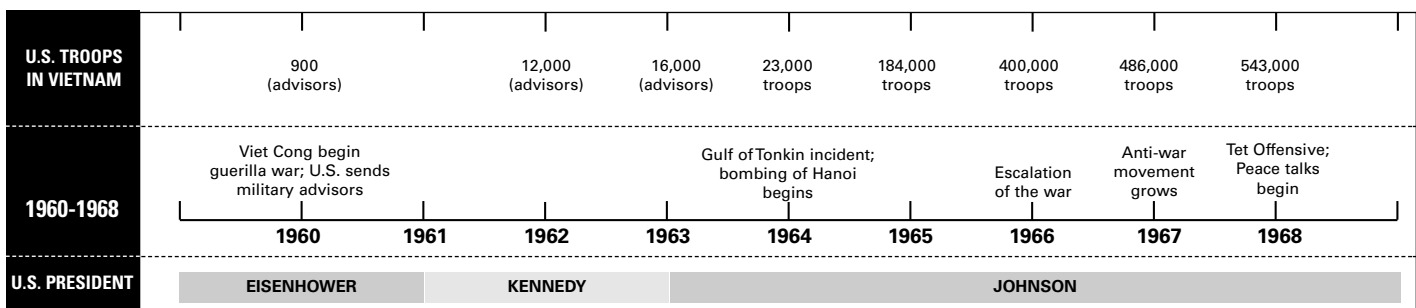 U.S. TROOPS
IN VIETNAM
900
(advisors)
12,000
(advisors)
16,000
(advisors)
23,000
troops
184,000
troops
400,000
troops
486,000
troops
543,000
troops
1960-1968
Viet Cong begin
guerilla war; U.S. sends
military advisors
Gulf of Tonkin incident;
bombing of Hanoi
begins
Escalation
of the war
Anti-war
movement
grows
Tet Offensive;
Peace talks
begin
1960
1961
1962
1963
1964
1965
1966
1967
1968
U.S. PRESIDENT
EISENHOWER
KENNEDY
JOHNSON